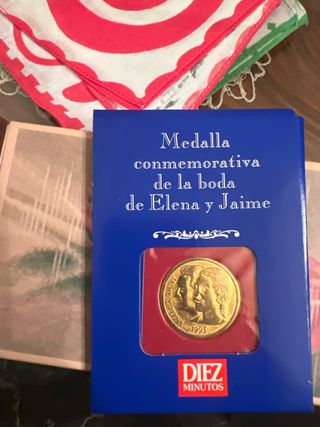 Medalla
conmemorativa
de la boda
de Elena y Jaime
1995
DIEZ
MINUTOS